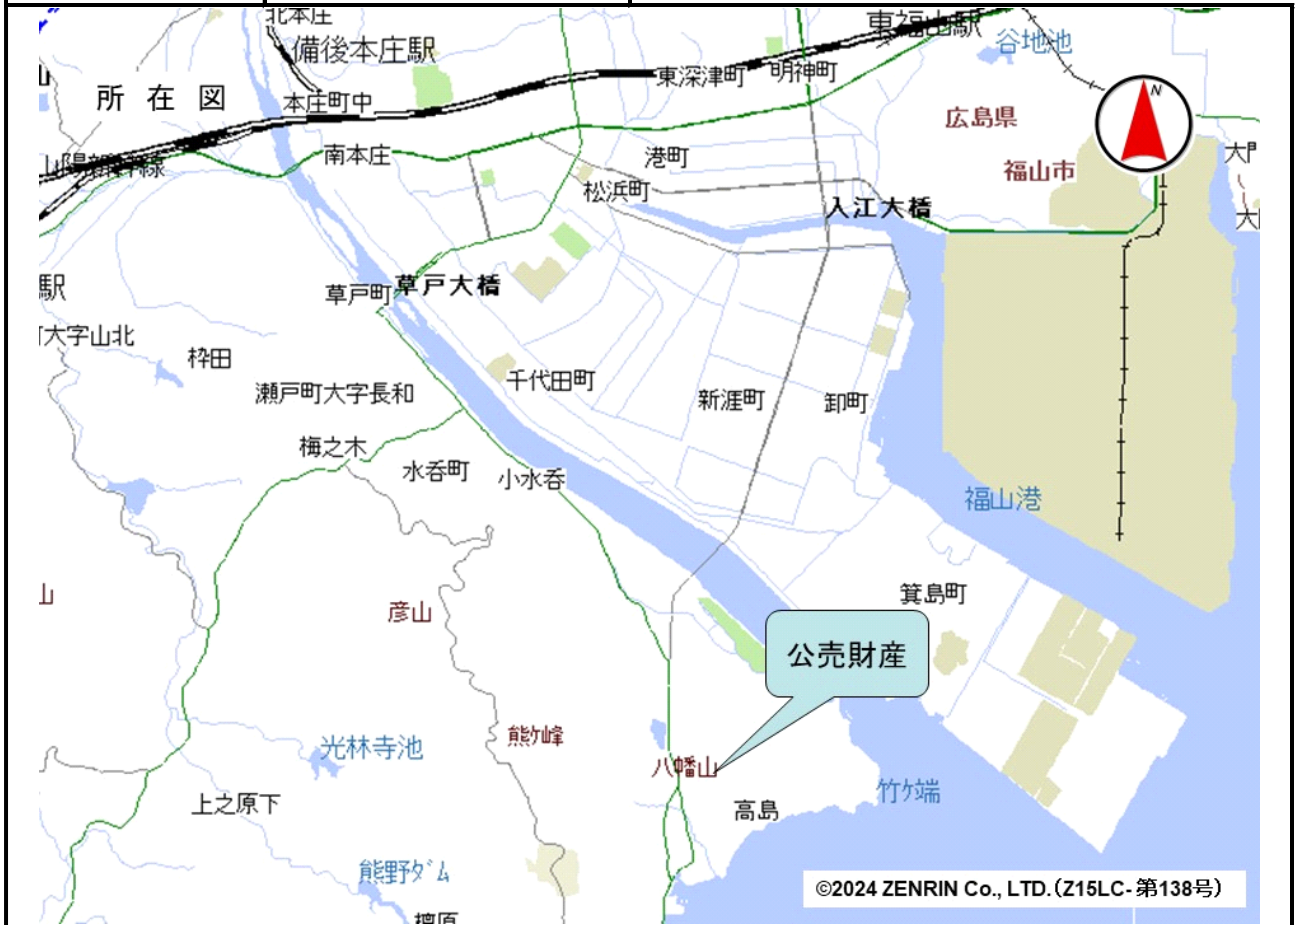 北本庄
東福山駅
備後本庄駅
谷地池
東深津町
明神町
所在図
本庄町中
N
広島県
南本庄
港町
大門
山陽新幹線
福山市
松浜町
入江大橋
駅
草戸町
草戸大橋
町大字山北
枠田
千代田町
瀬戸町大字長和
新涯町
卸町
梅之木
水呑町
小水呑
福山港
箕島町
山
彦山
公売財産
熊ケ峰
光林寺池
八幡山
竹ケ端
上之原下
高島
熊野ダム
©2024 ZENRIN Co., LTD.(Z15LC-第138号)